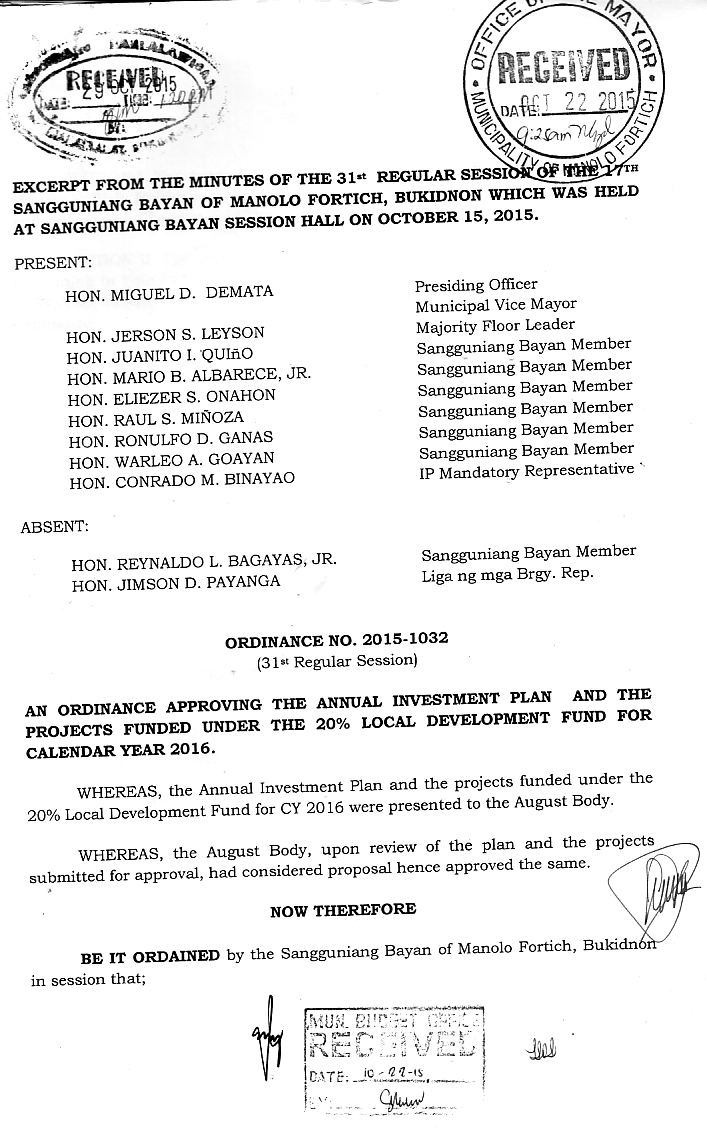 RECEIVED
29 OCT 2015
DATE: TIME: 1:20 PM
BY:
OFFICE OF THE MAYOR
RECEIVED
DATE: OCT 22 2015
9:28am
MUNICIPALITY OF MANOLO FORTICH
EXCERPT FROM THE MINUTES OF THE 31st REGULAR SESSION OF THE 17TH
SANGGUNIANG BAYAN OF MANOLO FORTICH, BUKIDNON WHICH WAS HELD
AT SANGGUNIANG BAYAN SESSION HALL ON OCTOBER 15, 2015.
PRESENT:
HON. MIGUEL D. DEMATA Presiding Officer
Municipal Vice Mayor
HON. JERSON S. LEYSON Majority Floor Leader
HON. JUANITO I. QUIñO Sangguniang Bayan Member
HON. MARIO B. ALBARECE, JR. Sangguniang Bayan Member
HON. ELIEZER S. ONAHON Sangguniang Bayan Member
HON. RAUL S. MIÑOZA Sangguniang Bayan Member
HON. RONULFO D. GANAS Sangguniang Bayan Member
HON. WARLEO A. GOAYAN Sangguniang Bayan Member
HON. CONRADO M. BINAYAO IP Mandatory Representative
ABSENT:
HON. REYNALDO L. BAGAYAS, JR. Sangguniang Bayan Member
HON. JIMSON D. PAYANGA Liga ng mga Brgy. Rep.
ORDINANCE NO. 2015-1032
(31st Regular Session)
AN ORDINANCE APPROVING THE ANNUAL INVESTMENT PLAN AND THE
PROJECTS FUNDED UNDER THE 20% LOCAL DEVELOPMENT FUND FOR
CALENDAR YEAR 2016.
WHEREAS, the Annual Investment Plan and the projects funded under the
20% Local Development Fund for CY 2016 were presented to the August Body.
WHEREAS, the August Body, upon review of the plan and the projects
submitted for approval, had considered proposal hence approved the same.
NOW THEREFORE
BE IT ORDAINED by the Sangguniang Bayan of Manolo Fortich, Bukidnon
in session that;
MUN. BUDGET OFFICE
RECEIVED
DATE: 10-22-15
BY: